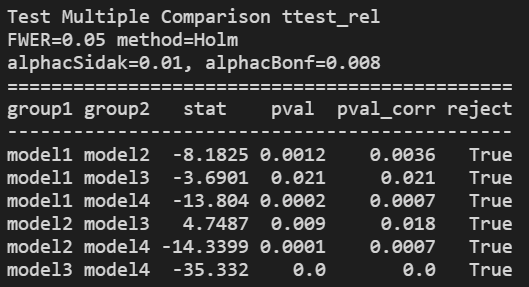 Test Multiple Comparison ttest_rel
FWER=0.05 method=Holm
alphacSidak=0.01, alphacBonf=0.008
===============================================
group1 group2   stat    pval  pval_corr reject
-----------------------------------------------
model1 model2  -8.1825 0.0012    0.0036   True
model1 model3  -3.6901  0.021     0.021   True
model1 model4  -13.804 0.0002    0.0007   True
model2 model3   4.7487  0.009     0.018   True
model2 model4 -14.3399 0.0001    0.0007   True
model3 model4  -35.332    0.0       0.0   True